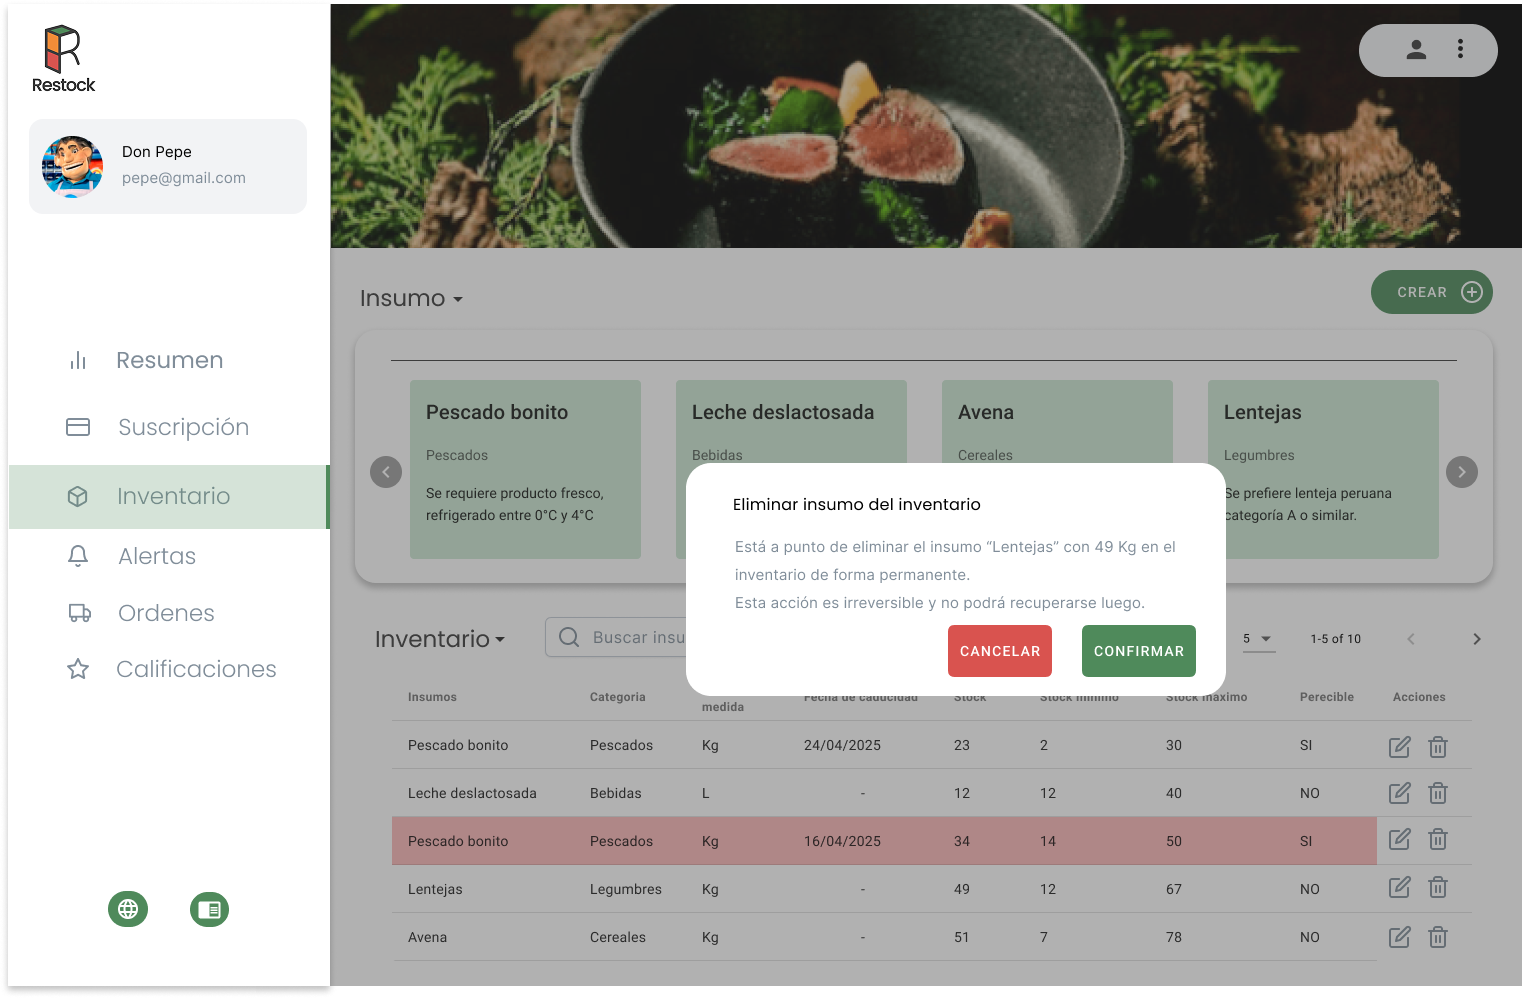 Restock
Don Pepe
pepe@gmail.com
Resumen
Suscripción
Inventario
Alertas
Ordenes
Calificaciones
Insumo
CREAR
Pescado bonito
Pescados
Se requiere producto fresco,
refrigerado entre 0°C y 4°C
Leche deslactosada
Bebidas
Avena
Cereales
Lentejas
Legumbres
Se prefiere lenteja peruana
categoría A o similar.
Eliminar insumo del inventario
Está a punto de eliminar el insumo “Lentejas” con 49 Kg en el
inventario de forma permanente.
Esta acción es irreversible y no podrá recuperarse luego.
CANCELAR CONFIRMAR
Inventario
Buscar insu
5 1-5 of 10
Insumos Categoria medida Fecha de caducidad Stock Stock minimo Stock maximo Perecible Acciones
Pescado bonito Pescados Kg 24/04/2025 23 2 30 SI
Leche deslactosada Bebidas L - 12 12 40 NO
Pescado bonito Pescados Kg 16/04/2025 34 14 50 SI
Lentejas Legumbres Kg - 49 12 67 NO
Avena Cereales Kg - 51 7 78 NO